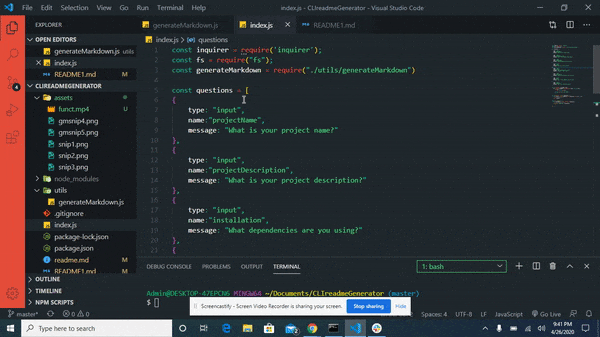 File Edit Selection View Go Run Terminal Help
index.js - CLIreadmeGenerator - Visual Studio Code
EXPLORER
OPEN EDITORS
generateMarkdown.js utils
index.js
README1.md
CLIREADMEGENERATOR
assets
funct.mp4
gmsnip4.png
gmsnip5.png
snip1.png
snip2.png
snip3.png
node_modules
utils
generateMarkdown.js
.gitignore
index.js
package-lock.json
package.json
readme.md
README1.md
OUTLINE
TIMELINE
NPM SCRIPTS
generateMarkdown.js
index.js
README1.md
index.js > questions
1 const inquirer = require('inquirer');
2 const fs = require("fs");
3 const generateMarkdown = require("./utils/generateMarkdown")
4
5 const questions = [
6 {
7 type: "input",
8 name:"projectName",
9 message: "What is your project name?"
10 },
11 {
12 type: "input",
13 name:"projectDescription",
14 message: "What is your project description?"
15 },
16 {
17 type: "input",
18 name:"installation",
19 message: "What dependencies are you using?"
20 },
21 {
PROBLEMS OUTPUT DEBUG CONSOLE TERMINAL
1: bash
Admin@DESKTOP-47EPCN6 MINGW64 ~/Documents/CLIreadmeGenerator (master)
$
Screencastify - Screen Video Recorder is sharing your screen.
Stop sharing
Hide
master*
0 0
Spaces: 4 UTF-8 LF JavaScript Go Live
Type here to search
9:41 PM
4/26/2020